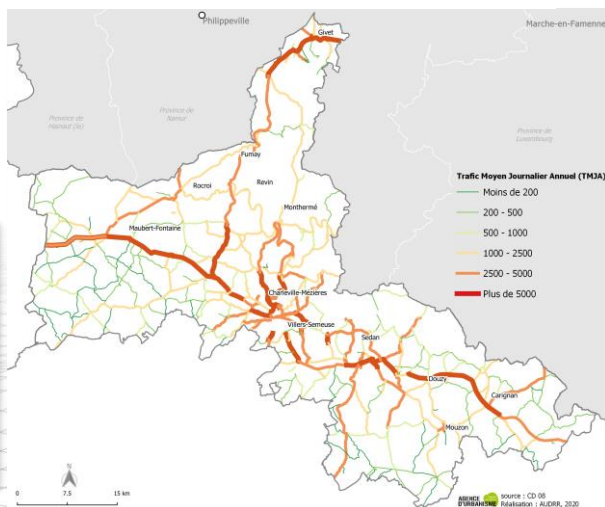 Philippeville
Marche-en-Famenne
Givet
Province de
Hainaut (le)
Province de
Namur
Province de
Luxembourg
Fumay
Rocroi
Revin
Monthermé
Maubert-Fontaine
Charleville-Mézières
Villers-Semeuse
Sedan
Douzy
Carignan
Mouzon
Trafic Moyen Journalier Annuel (TMJA)
Moins de 200
200 - 500
500 - 1000
1000 - 2500
2500 - 5000
Plus de 5000
N
0 7.5 15 km
AGENCE
D'URBANISME
source : CD 08
Réalisation : AUDRR, 2020